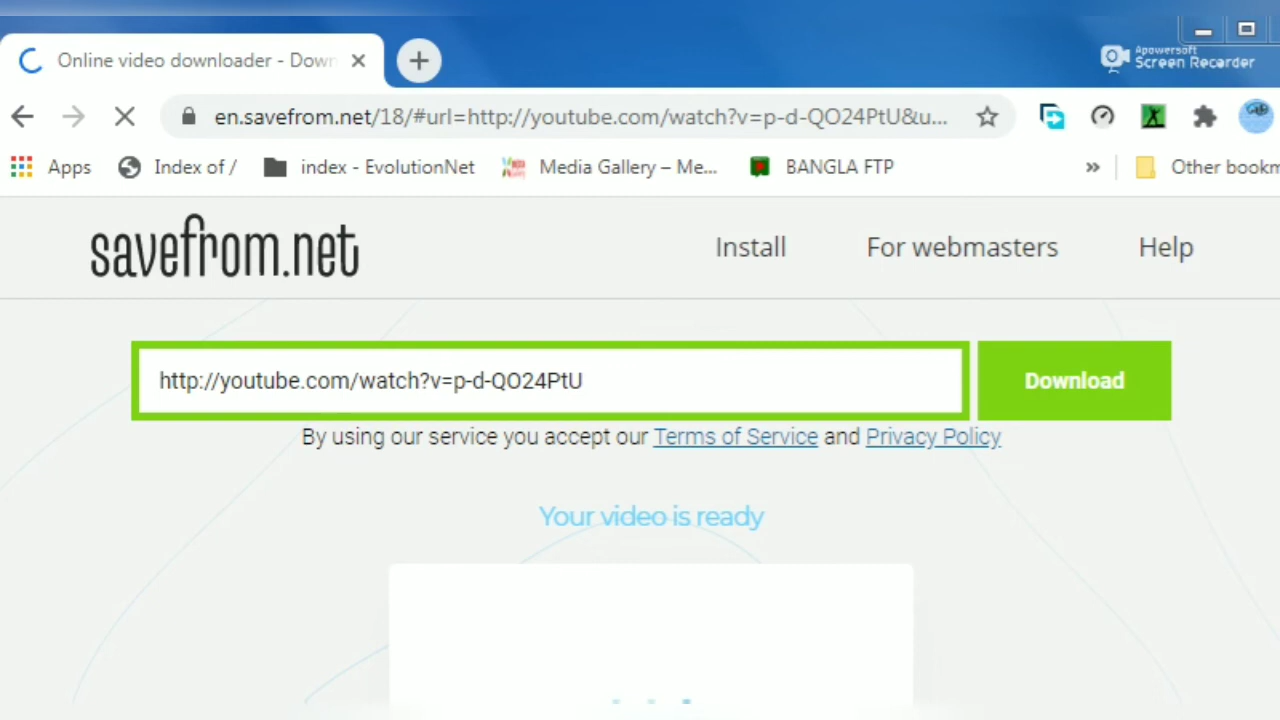 Online video downloader - Down
Apowersoft
Screen Recorder
en.savefrom.net/18/#url=http://youtube.com/watch?v=p-d-QO24PtU&u...
Apps Index of / index - EvolutionNet Media Gallery – Me... BANGLA FTP » Other bookm
savefrom.net Install For webmasters Help
http://youtube.com/watch?v=p-d-QO24PtU Download
By using our service you accept our Terms of Service and Privacy Policy
Your video is ready